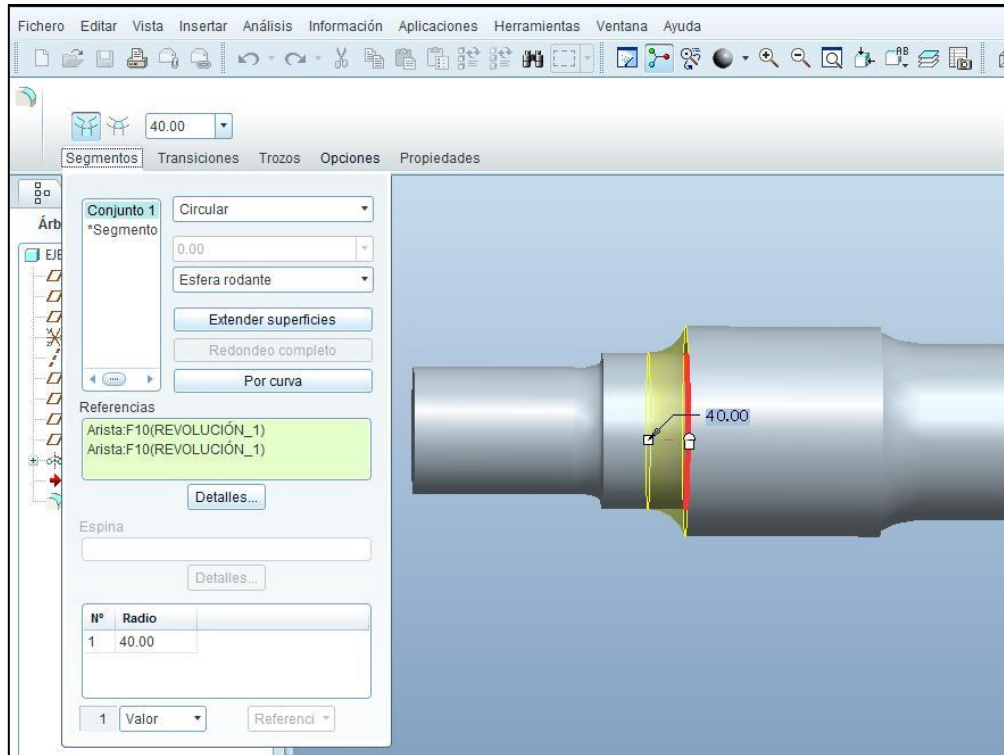 Fichero Editar Vista Insertar Análisis Información Aplicaciones Herramientas Ventana Ayuda
40.00
Segmentos Transiciones Trozos Opciones Propiedades
Árb
EJE
Conjunto 1
*Segmento
Circular
0.00
Esfera rodante
Extender superficies
Redondeo completo
Por curva
Referencias
Arista:F10(REVOLUCIÓN_1)
Arista:F10(REVOLUCIÓN_1)
Detalles...
Espina
Detalles...
Nº Radio
1 40.00
1 Valor Referenci
40.00